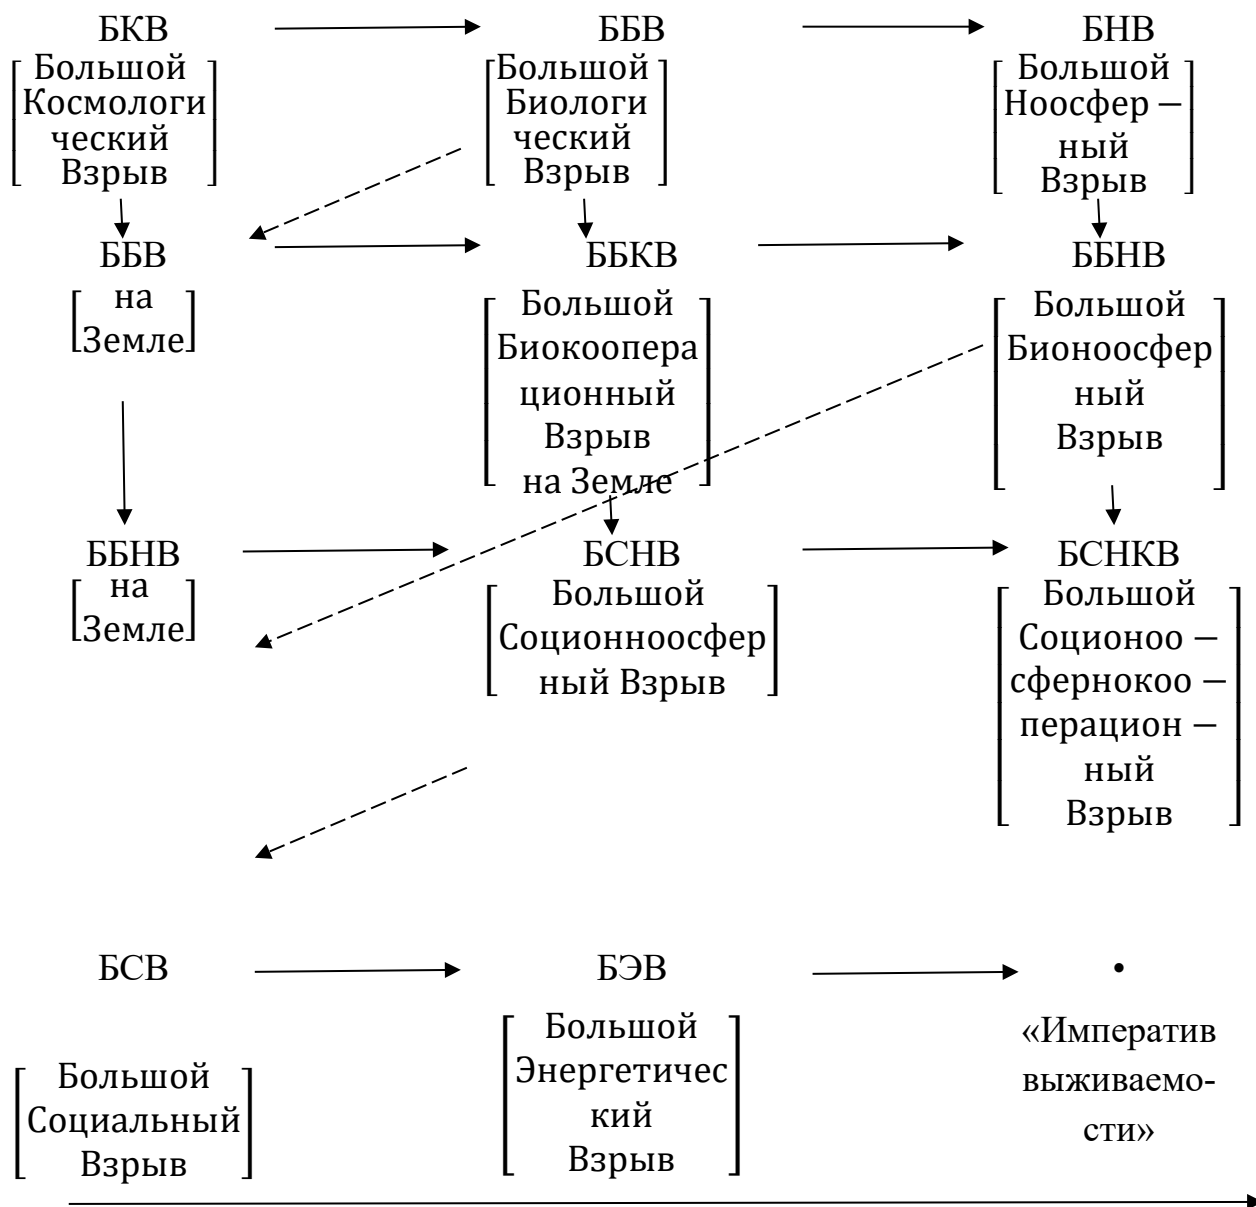 БКВ
Большой
Космологи
ческий
Взрыв
ББВ
Большой
Биологи
ческий
Взрыв
БНВ
Большой
Ноосфер −
ный
Взрыв
ББВ
на
Земле
ББКВ
Большой
Биокоопера
ционный
Взрыв
на Земле
ББНВ
Большой
Бионоосфер
ный
Взрыв
ББНВ
на
Земле
БСНВ
Большой
Соционноосфер
ный Взрыв
БСНКВ
Большой
Соционоо −
сфернокоо −
перацион −
ный
Взрыв
БСВ
Большой
Социальный
Взрыв
БЭВ
Большой
Энергетичес
кий
Взрыв
•
«Императив
выживаемо-
сти»